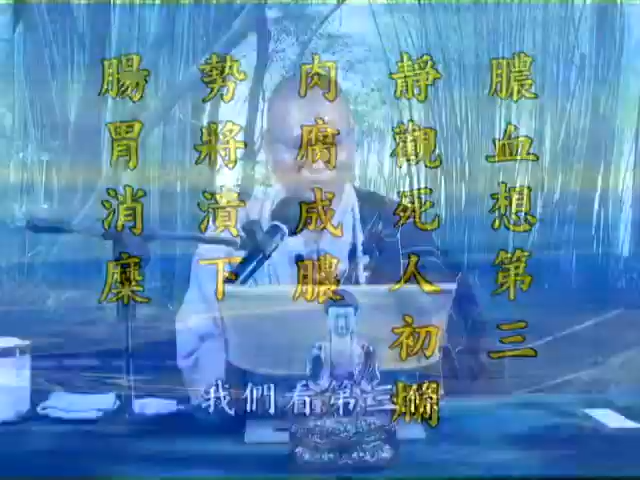 膿血想第三
靜觀死人初爛
肉腐成膿
勢將潰下
腸胃消糜
我們看第三